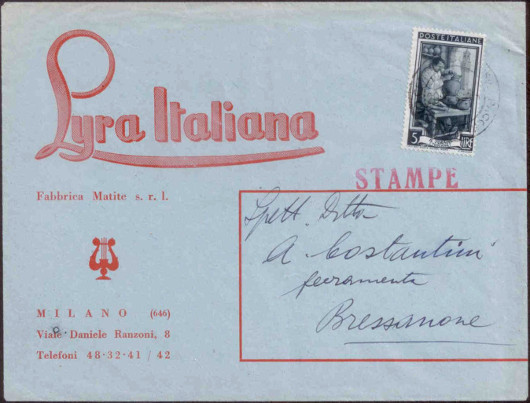 POSTE ITALIANE
5 LIRE
Lyra Italiana
STAMPE
Fabbrica Matite s. r. l.
Spett. Ditta
A. Costantini
ferramenta
Bressanone
MILANO (646)
Viale Daniele Ranzoni, 8
Telefoni 48-32-41 / 42